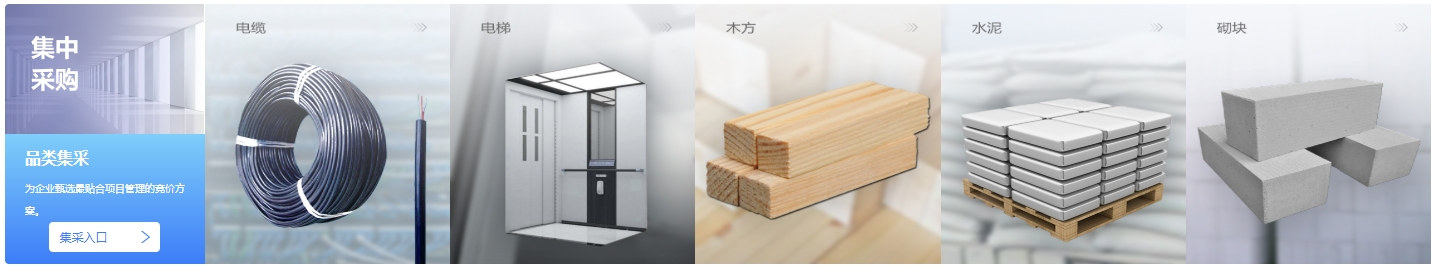 集中
采购
品类集采
为企业甄选最贴合项目管理的竞价方
案。
集采入口
电缆
电梯
木方
水泥
砌块